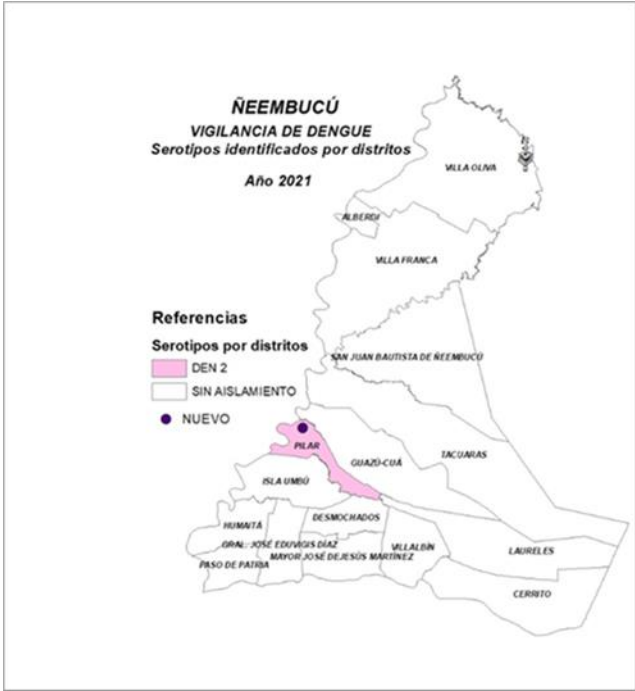 ÑEEMBUCÚ
VIGILANCIA DE DENGUE
Serotipos identificados por distritos
Año 2021
VILLA OLIVA
ALBERDI
VILLA FRANCA
Referencias
Serotipos por distritos
DEN 2
SIN AISLAMIENTO
NUEVO
SAN JUAN BAUTISTA DE ÑEEMBUCÚ
PILAR
GUAZÚ-CUÁ
TACUARAS
ISLA UMBÚ
HUMAITÁ
DESMOCHADOS
GRAL. JOSÉ EDUVIGIS DÍAZ
MAYOR JOSÉ DEJESÚS MARTÍNEZ
VILLALBÍN
LAURELES
PASO DE PATRIA
CERRITO